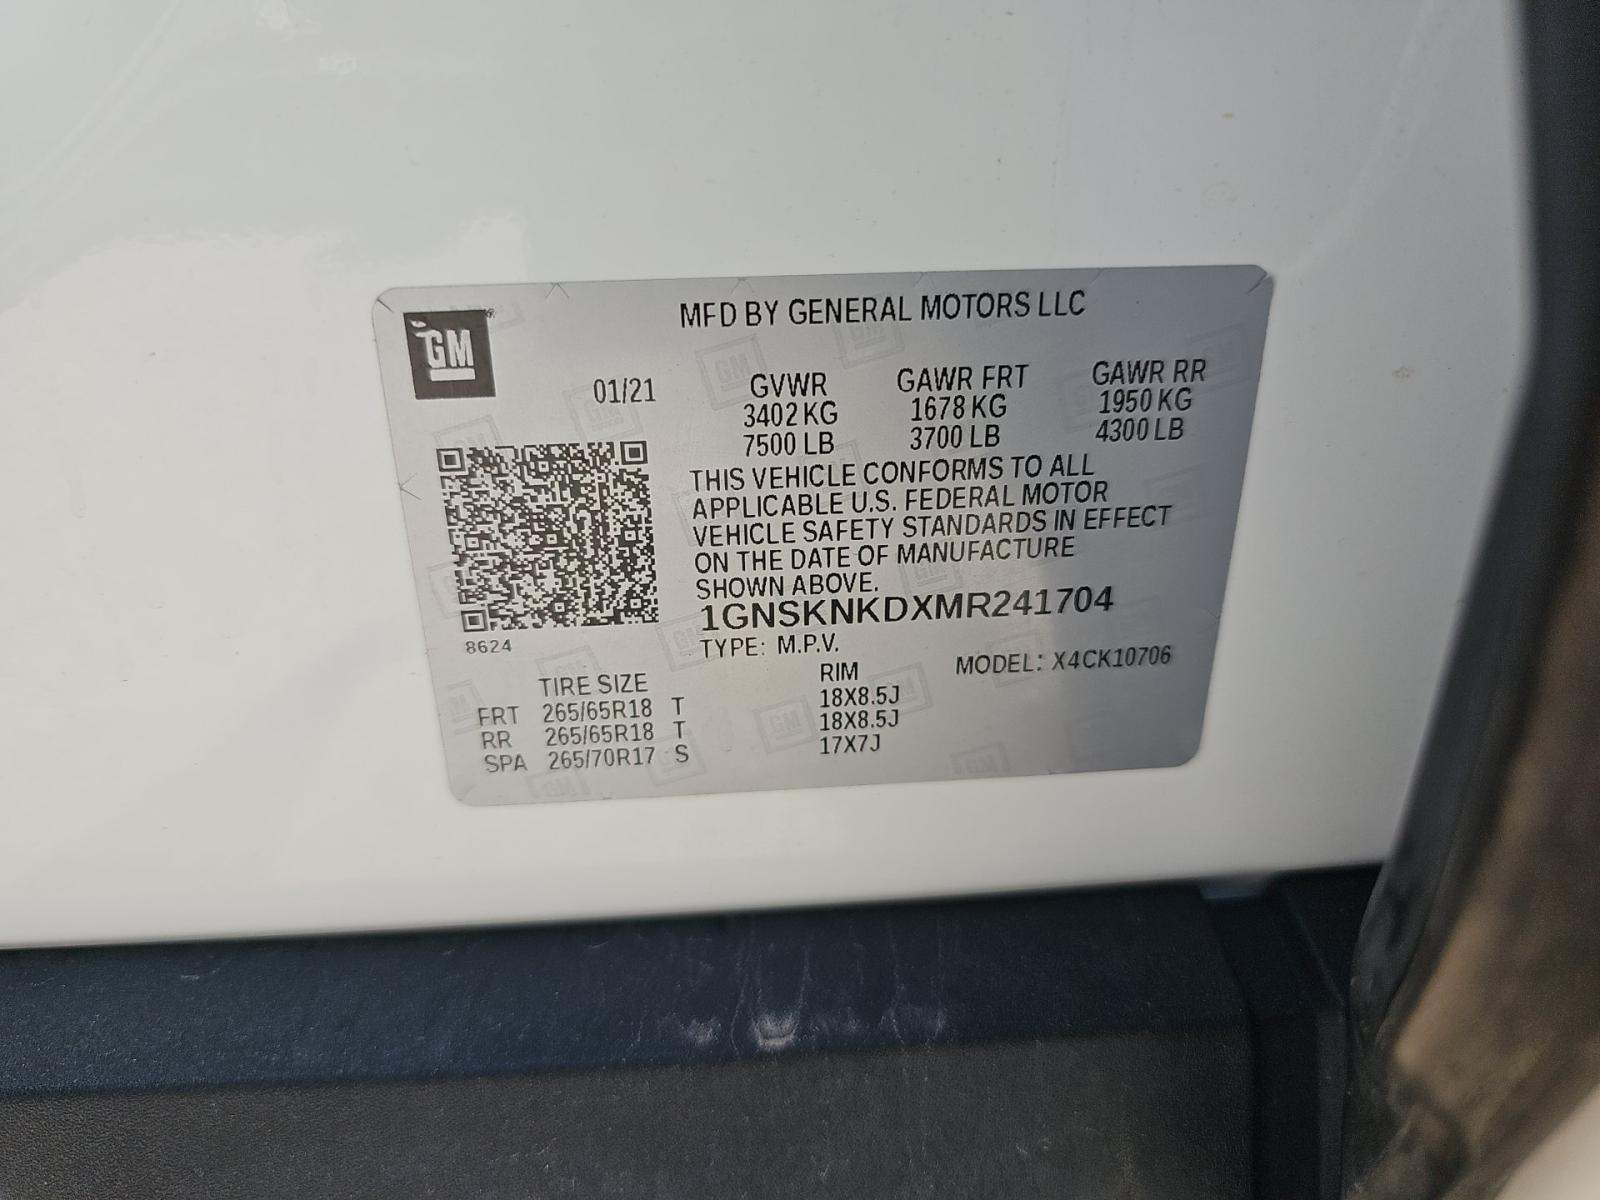 MFD BY GENERAL MOTORS LLC
GM®
01/21
GVWR GAWR FRT GAWR RR
3402 KG 1678 KG 1950 KG
7500 LB 3700 LB 4300 LB
THIS VEHICLE CONFORMS TO ALL
APPLICABLE U.S. FEDERAL MOTOR
VEHICLE SAFETY STANDARDS IN EFFECT
ON THE DATE OF MANUFACTURE
SHOWN ABOVE.
1GNSKNKDXMR241704
8624
TYPE: M.P.V.
MODEL: X4CK10706
TIRE SIZE RIM
FRT 265/65R18 T 18X8.5J
RR 265/65R18 T 18X8.5J
SPA 265/70R17 S 17X7J